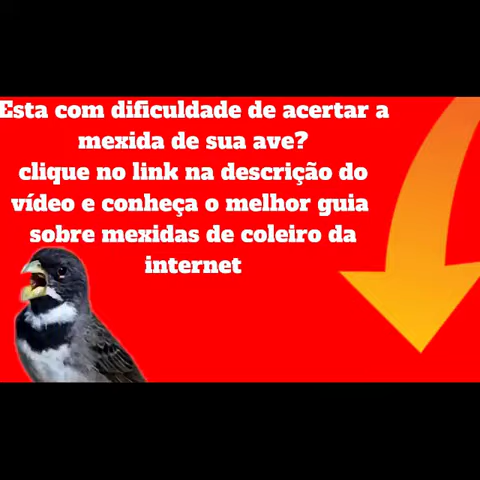 Esta com dificuldade de acertar a
mexida de sua ave?
clique no link na descrição do
vídeo e conheça o melhor guia
sobre mexidas de coleiro da
internet